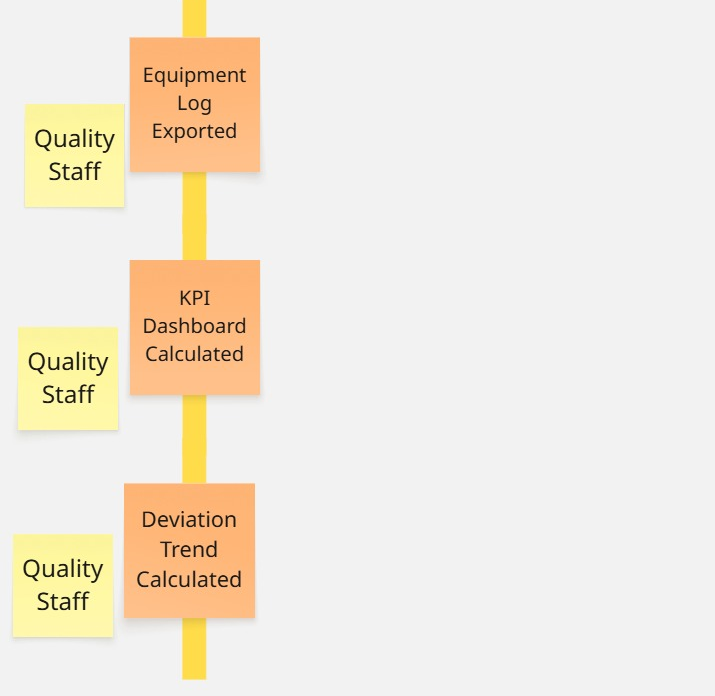 Equipment
Log
Exported
Quality
Staff
KPI
Dashboard
Calculated
Quality
Staff
Deviation
Trend
Calculated
Quality
Staff